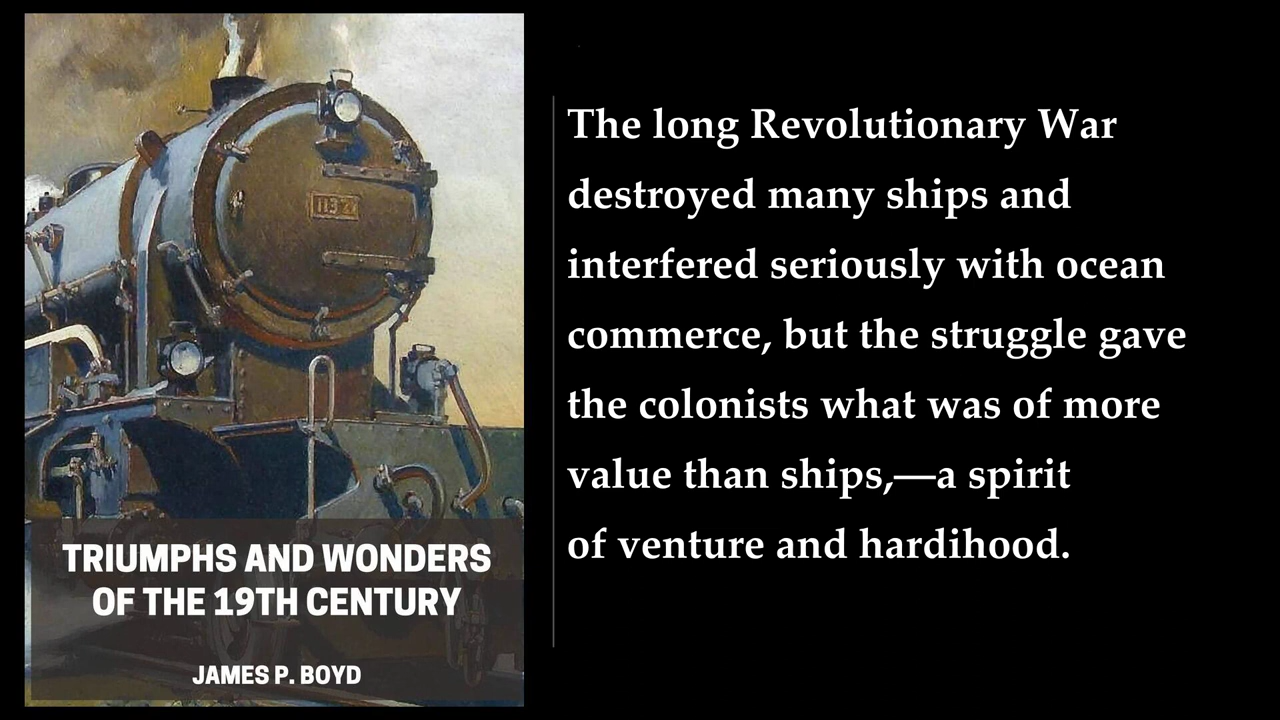 TRIUMPHS AND WONDERS
OF THE 19TH CENTURY
JAMES P. BOYD
The long Revolutionary War
destroyed many ships and
interfered seriously with ocean
commerce, but the struggle gave
the colonists what was of more
value than ships,—a spirit
of venture and hardihood.